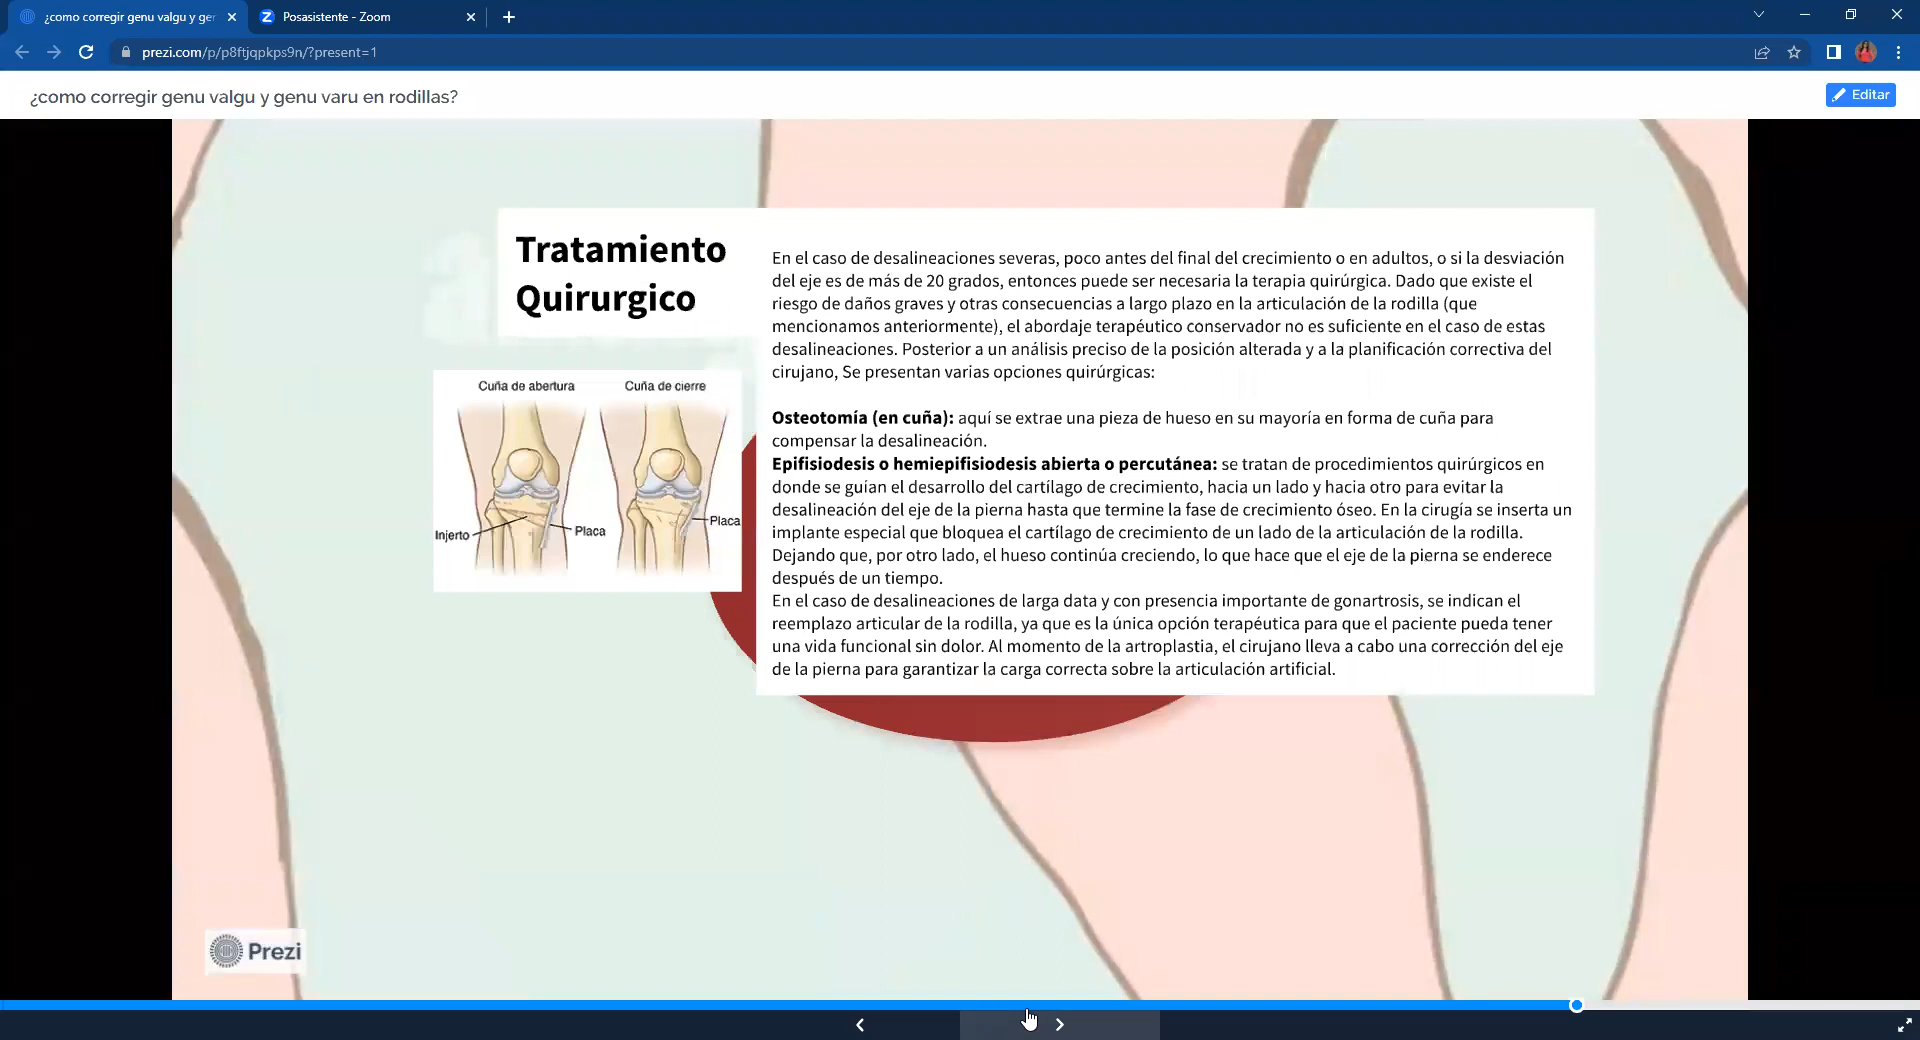 ¿como corregir genu valgu y ger
Posasistente - Zoom
prezi.com/p/p8ftjqpkps9n/?present=1
¿como corregir genu valgu y genu varu en rodillas?
Editar
Tratamiento
Quirurgico
Cuña de abertura
Cuña de cierre
Injerto
Placa
Placa
En el caso de desalineaciones severas, poco antes del final del crecimiento o en adultos, o si la desviación
del eje es de más de 20 grados, entonces puede ser necesaria la terapia quirúrgica. Dado que existe el
riesgo de daños graves y otras consecuencias a largo plazo en la articulación de la rodilla (que
mencionamos anteriormente), el abordaje terapéutico conservador no es suficiente en el caso de estas
desalineaciones. Posterior a un análisis preciso de la posición alterada y a la planificación correctiva del
cirujano, Se presentan varias opciones quirúrgicas:
Osteotomía (en cuña): aquí se extrae una pieza de hueso en su mayoría en forma de cuña para
compensar la desalineación.
Epifisiodesis o hemiepifisiodesis abierta o percutánea: se tratan de procedimientos quirúrgicos en
donde se guían el desarrollo del cartílago de crecimiento, hacia un lado y hacia otro para evitar la
desalineación del eje de la pierna hasta que termine la fase de crecimiento óseo. En la cirugía se inserta un
implante especial que bloquea el cartílago de crecimiento de un lado de la articulación de la rodilla.
Dejando que, por otro lado, el hueso continúa creciendo, lo que hace que el eje de la pierna se enderece
después de un tiempo.
En el caso de desalineaciones de larga data y con presencia importante de gonartrosis, se indican el
reemplazo articular de la rodilla, ya que es la única opción terapéutica para que el paciente pueda tener
una vida funcional sin dolor. Al momento de la artroplastia, el cirujano lleva a cabo una corrección del eje
de la pierna para garantizar la carga correcta sobre la articulación artificial.
Prezi